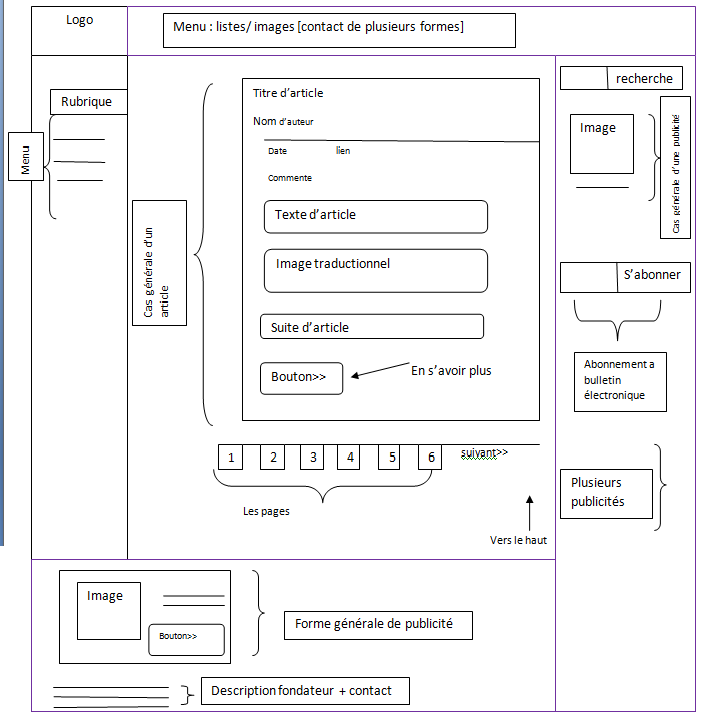 Logo
Menu : listes/ images [contact de plusieurs formes]
Rubrique
Menu
Cas générale d'un
article
Titre d'article
Nom d'auteur
Date lien
Commente
Texte d'article
Image traductionnel
Suite d'article
Bouton>>
En s'avoir plus
1 2 3 4 5 6 suivant>>
Les pages
Vers le haut
recherche
Image
Cas générale d'une publicité
S'abonner
Abonnement a
bulletin
électronique
Plusieurs
publicités
Image
Bouton>>
Forme générale de publicité
Description fondateur + contact